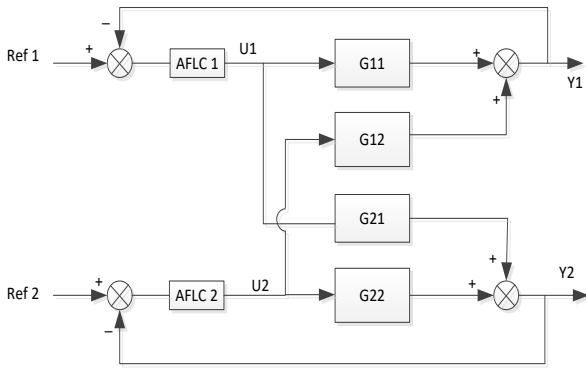 −
Ref 1
+
AFLC 1
U1
G11
+
Y1
+
G12
G21
+
Ref 2
+
AFLC 2
U2
G22
+
Y2
−